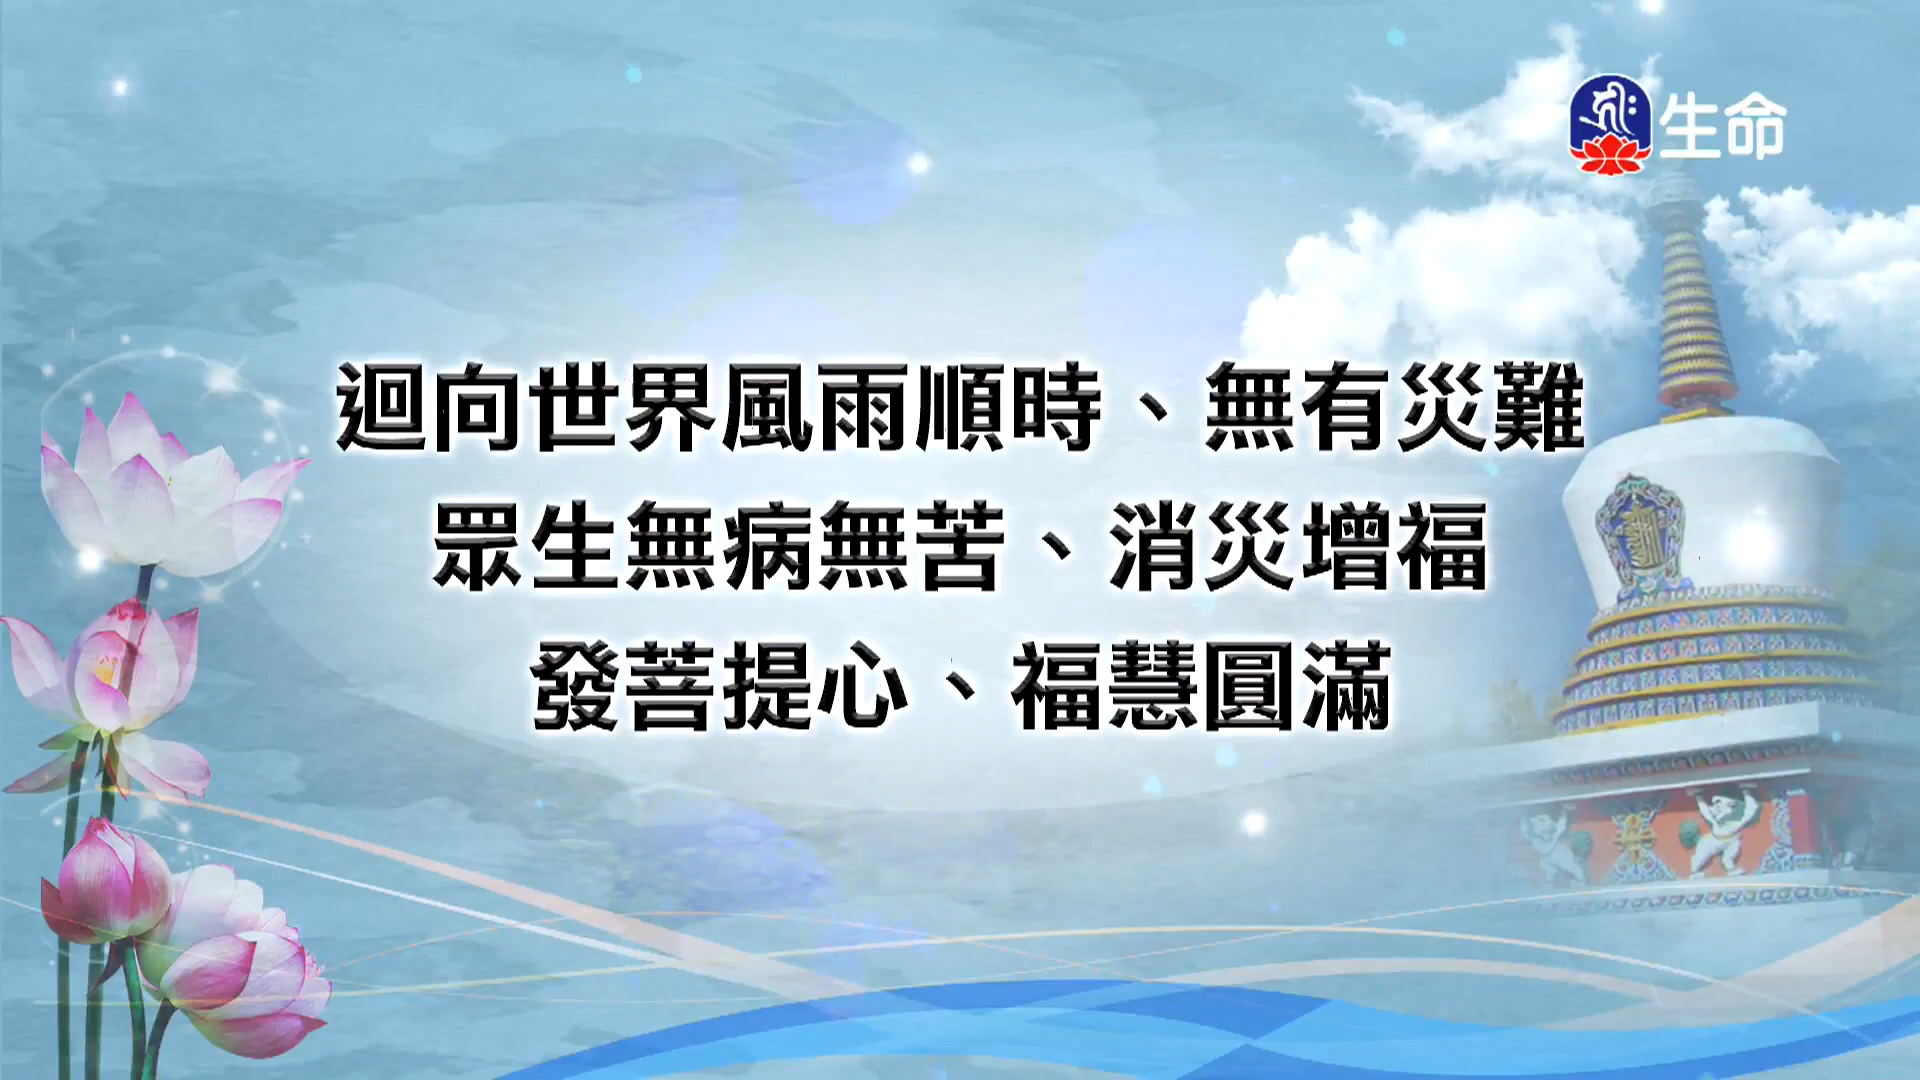 生命
迴向世界風雨順時、無有災難
眾生無病無苦、消災增福
發菩提心、福慧圓滿